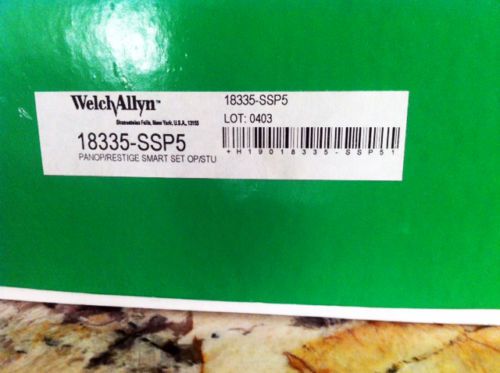 WelchAllyn™
Skaneateles Falls, New York, U.S.A., 13153
18335-SSP5
PANOP/RESTIGE SMART SET OP/STU
18335-SSP5
LOT: 0403
+H19018335-SSP51